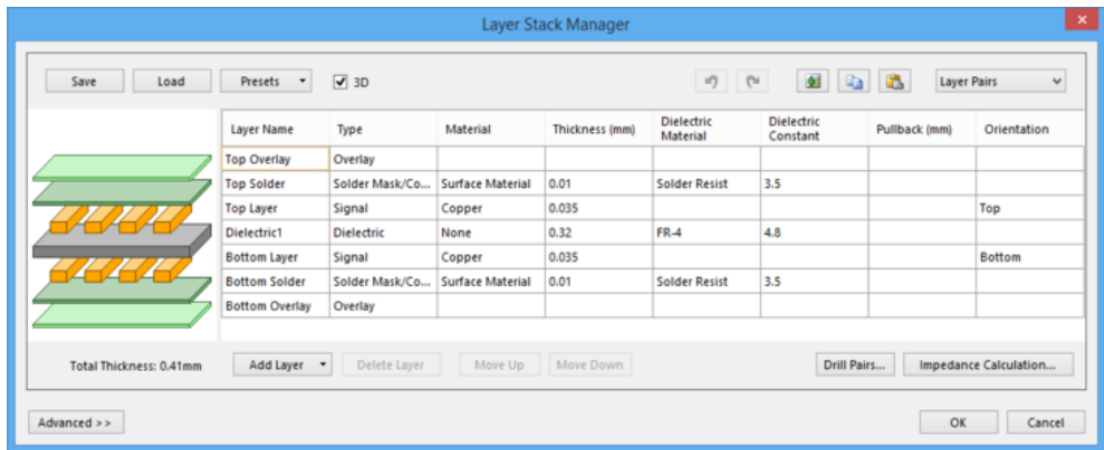 Layer Stack Manager
Save Load Presets 3D Layer Pairs
Layer Name Type Material Thickness (mm) Dielectric Material Dielectric Constant Pullback (mm) Orientation
Top Overlay Overlay
Top Solder Solder Mask/Co... Surface Material 0.01 Solder Resist 3.5
Top Layer Signal Copper 0.035 Top
Dielectric1 Dielectric None 0.32 FR-4 4.8
Bottom Layer Signal Copper 0.035 Bottom
Bottom Solder Solder Mask/Co... Surface Material 0.01 Solder Resist 3.5
Bottom Overlay Overlay
Total Thickness: 0.41mm Add Layer Delete Layer Move Up Move Down Drill Pairs... Impedance Calculation...
Advanced >> OK Cancel